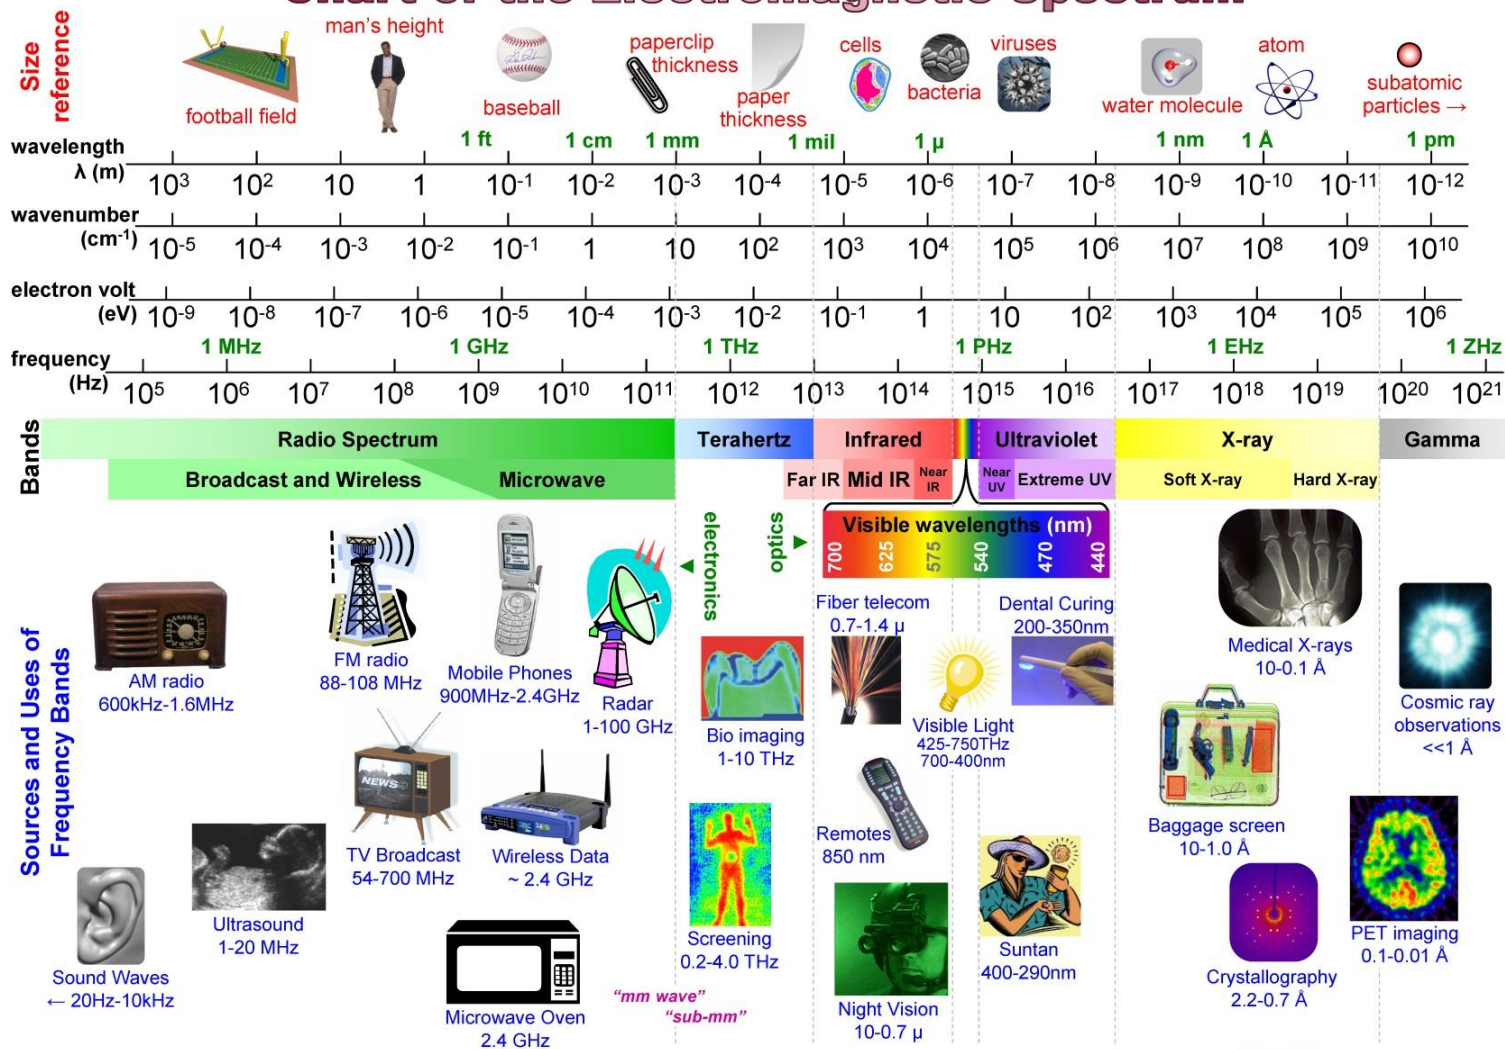 Chart of the Electromagnetic Spectrum
Size
reference
football field
man's height
baseball
paperclip
thickness
paper
thickness
cells
bacteria
viruses
water molecule
atom
subatomic
particles →
1 ft 1 cm 1 mm 1 mil 1 µ 1 nm 1 Å 1 pm
wavelength
λ (m)
10³ 10² 10 1 10⁻¹ 10⁻² 10⁻³ 10⁻⁴ 10⁻⁵ 10⁻⁶ 10⁻⁷ 10⁻⁸ 10⁻⁹ 10⁻¹⁰ 10⁻¹¹ 10⁻¹²
wavenumber
(cm⁻¹)
10⁻⁵ 10⁻⁴ 10⁻³ 10⁻² 10⁻¹ 1 10 10² 10³ 10⁴ 10⁵ 10⁶ 10⁷ 10⁸ 10⁹ 10¹⁰
electron volt
(eV)
10⁻⁹ 10⁻⁸ 10⁻⁷ 10⁻⁶ 10⁻⁵ 10⁻⁴ 10⁻³ 10⁻² 10⁻¹ 1 10 10² 10³ 10⁴ 10⁵ 10⁶
1 MHz 1 GHz 1 THz 1 PHz 1 EHz 1 ZHz
frequency
(Hz)
10⁵ 10⁶ 10⁷ 10⁸ 10⁹ 10¹⁰ 10¹¹ 10¹² 10¹³ 10¹⁴ 10¹⁵ 10¹⁶ 10¹⁷ 10¹⁸ 10¹⁹ 10²⁰ 10²¹
Bands
Radio Spectrum Terahertz Infrared Ultraviolet X-ray Gamma
Broadcast and Wireless Microwave
Far IR Mid IR
Near
IR
Near
UV
Extreme UV
Soft X-ray Hard X-ray
electronics
optics
Visible wavelengths (nm)
700 625 575 540 470 440
Sources and Uses of
Frequency Bands
AM radio
600kHz-1.6MHz
FM radio
88-108 MHz
Mobile Phones
900MHz-2.4GHz
Radar
1-100 GHz
Bio imaging
1-10 THz
Fiber telecom
0.7-1.4 µ
Visible Light
425-750THz
700-400nm
Dental Curing
200-350nm
Medical X-rays
10-0.1 Å
Cosmic ray
observations
<<1 Å
Sound Waves
← 20Hz-10kHz
Ultrasound
1-20 MHz
NEWS
TV Broadcast
54-700 MHz
Wireless Data
~ 2.4 GHz
Microwave Oven
2.4 GHz
"mm wave"
"sub-mm"
Screening
0.2-4.0 THz
Remotes
850 nm
Night Vision
10-0.7 µ
Suntan
400-290nm
Baggage screen
10-1.0 Å
Crystallography
2.2-0.7 Å
PET imaging
0.1-0.01 Å